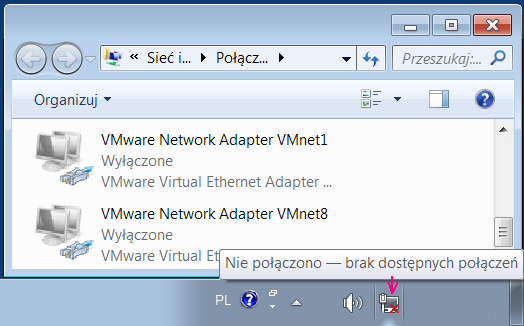 « Sieć i... ▸ Połącz... ▸
Przeszukaj:...
Organizuj
VMware Network Adapter VMnet1
Wyłączone
VMware Virtual Ethernet Adapter ...
VMware Network Adapter VMnet8
Wyłączone
VMware Virtual Eth
Nie połączono — brak dostępnych połączeń
PL